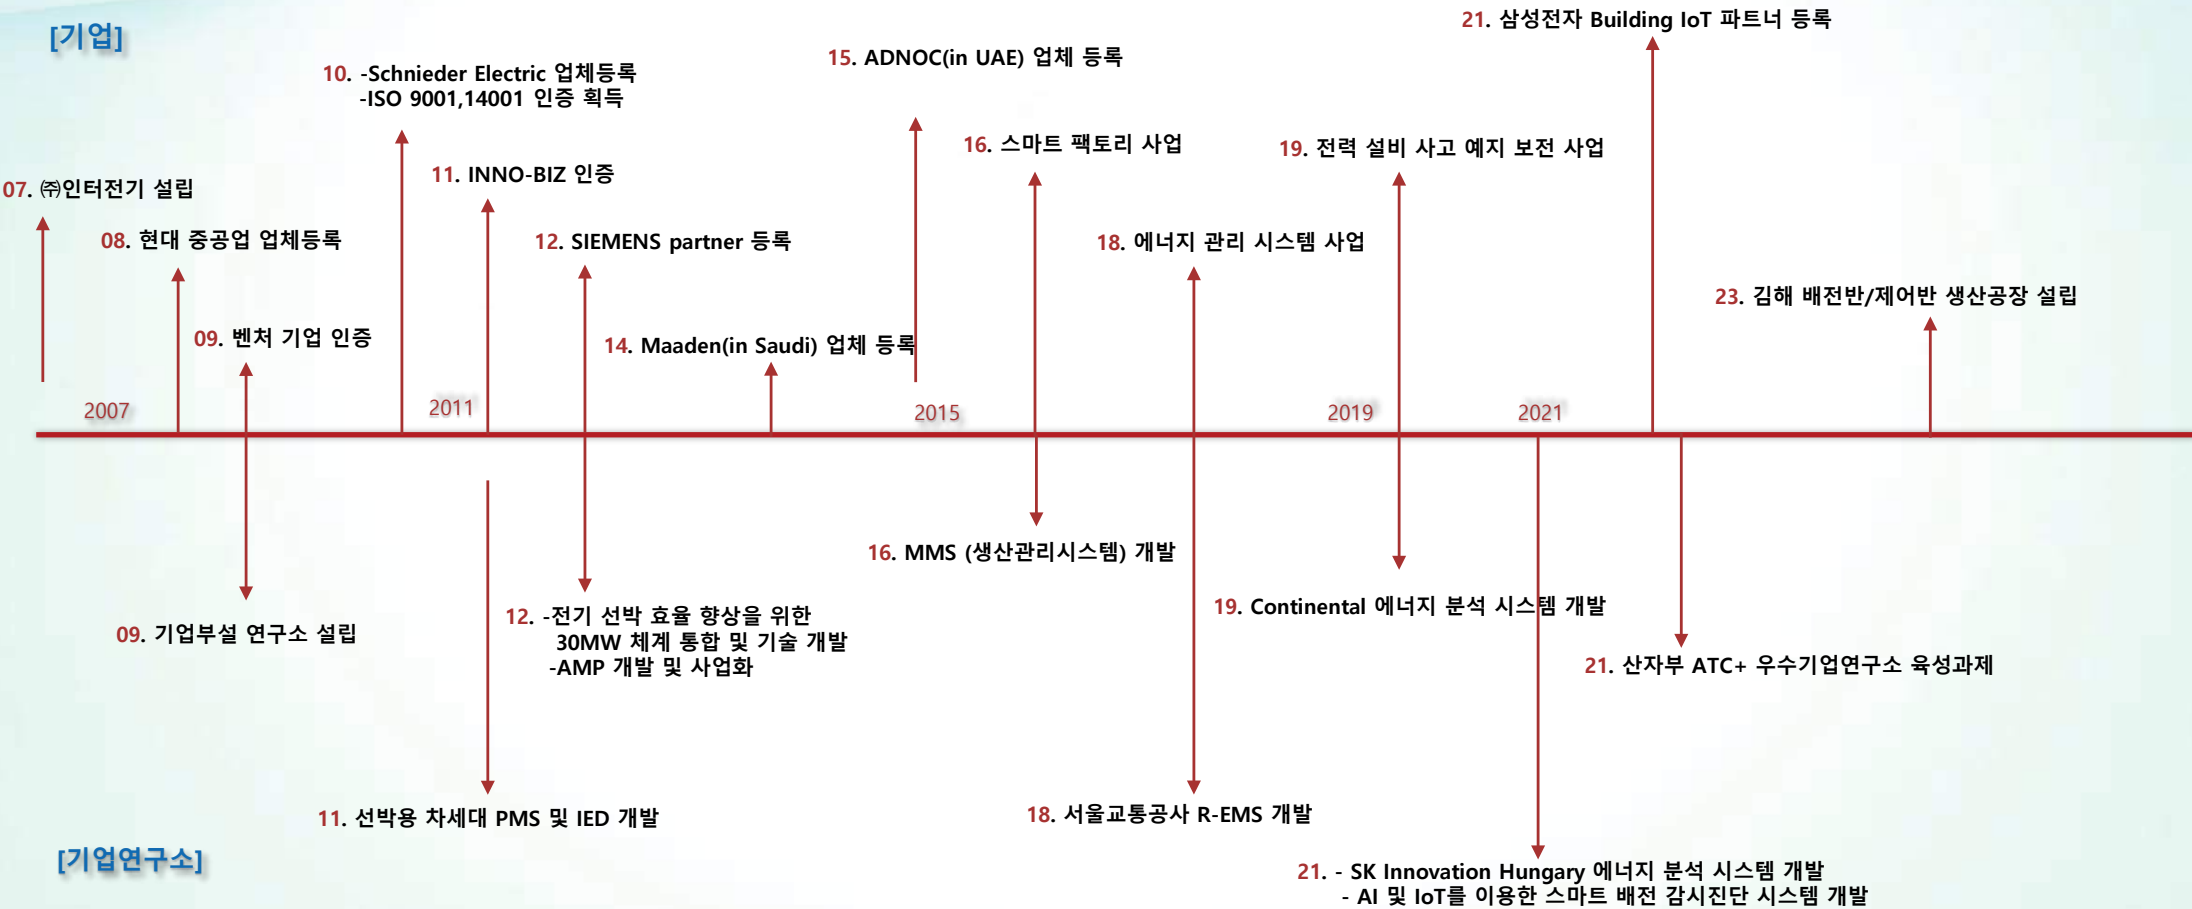 [기업]
21. 삼성전자 Building IoT 파트너 등록
15. ADNOC(in UAE) 업체 등록
10. -Schnieder Electric 업체등록
-ISO 9001,14001 인증 획득
16. 스마트 팩토리 사업
19. 전력 설비 사고 예지 보전 사업
11. INNO-BIZ 인증
07. ㈜인터전기 설립
08. 현대 중공업 업체등록
12. SIEMENS partner 등록
18. 에너지 관리 시스템 사업
23. 김해 배전반/제어반 생산공장 설립
09. 벤처 기업 인증
14. Maaden(in Saudi) 업체 등록
2007
2011
2015
2019
2021
16. MMS (생산관리시스템) 개발
19. Continental 에너지 분석 시스템 개발
12. -전기 선박 효율 향상을 위한
30MW 체계 통합 및 기술 개발
-AMP 개발 및 사업화
09. 기업부설 연구소 설립
21. 산자부 ATC+ 우수기업연구소 육성과제
11. 선박용 차세대 PMS 및 IED 개발
18. 서울교통공사 R-EMS 개발
[기업연구소]
21. - SK Innovation Hungary 에너지 분석 시스템 개발
- AI 및 IoT를 이용한 스마트 배전 감시진단 시스템 개발